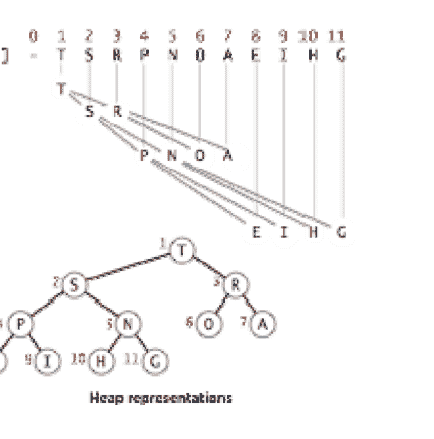 0 1 2 3 4 5 6 7 8 9 10 11
] - T S R P N O A E I H G
T
S R
P N O A
E I H G
1 T
2 S 3 R
P 5 N 6 O 7 A
9 I 10 H 11 G
Heap representations